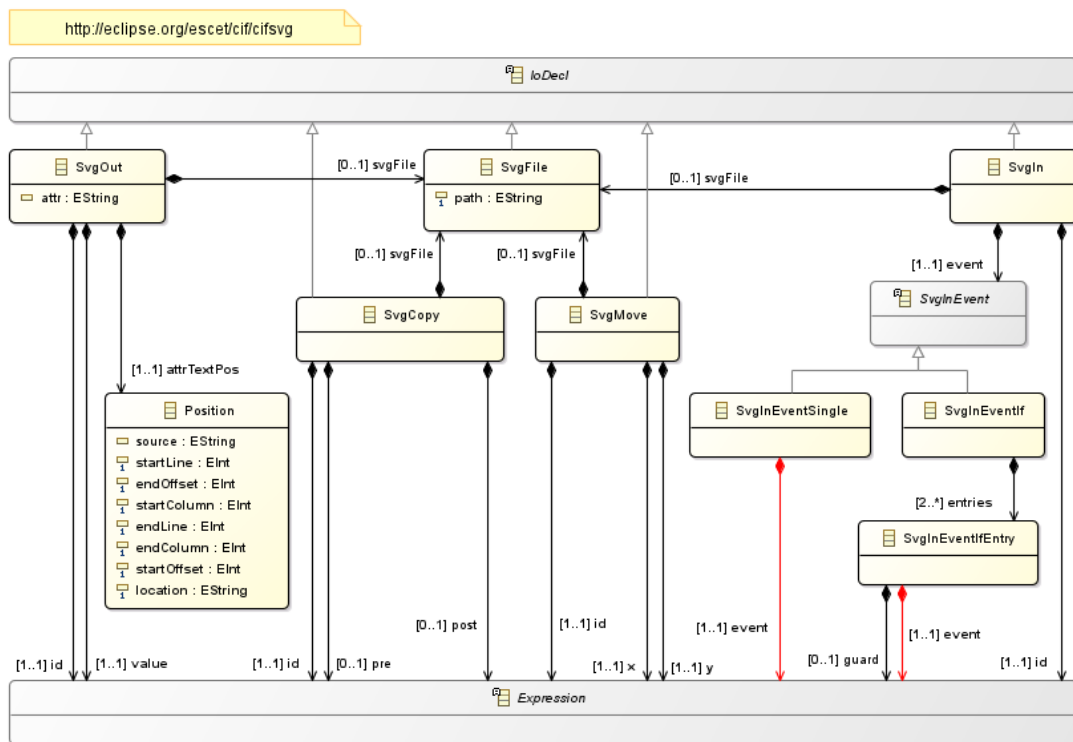 http://eclipse.org/escet/cif/cifsvg
IoDecl
SvgOut
attr : EString
[0..1] svgFile
SvgFile
path : EString
[0..1] svgFile
SvgIn
[0..1] svgFile
[0..1] svgFile
[1..1] event
SvgInEvent
SvgCopy
SvgMove
[1..1] attrTextPos
Position
source : EString
startLine : EInt
endOffset : EInt
startColumn : EInt
endLine : EInt
endColumn : EInt
startOffset : EInt
location : EString
SvgInEventSingle
SvgInEventIf
[2..*] entries
SvgInEventIfEntry
[0..1] post
[1..1] id
[1..1] event
[1..1] event
[1..1] id
[1..1] value
[1..1] id
[0..1] pre
[1..1] x
[1..1] y
[0..1] guard
[1..1] id
Expression